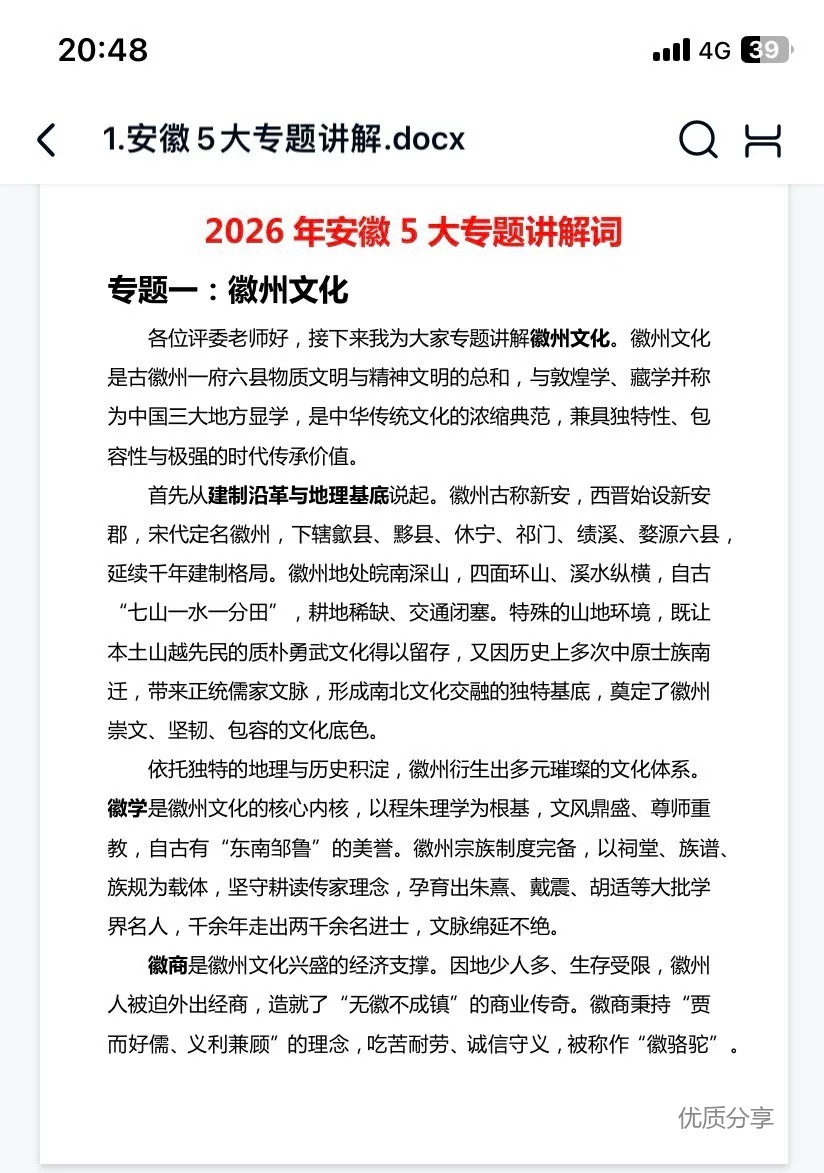 20:48
4G 39
1.安徽5大专题讲解.docx
2026 年安徽 5 大专题讲解词
专题一：徽州文化
各位评委老师好，接下来我为大家专题讲解徽州文化。徽州文化
是古徽州一府六县物质文明与精神文明的总和，与敦煌学、藏学并称
为中国三大地方显学，是中华传统文化的浓缩典范，兼具独特性、包
容性与极强的时代传承价值。
首先从建制沿革与地理基底说起。徽州古称新安，西晋始设新安
郡，宋代定名徽州，下辖歙县、黟县、休宁、祁门、绩溪、婺源六县，
延续千年建制格局。徽州地处皖南深山，四面环山、溪水纵横，自古
“七山一水一分田”，耕地稀缺、交通闭塞。特殊的山地环境，既让
本土山越先民的质朴勇武文化得以留存，又因历史上多次中原士族南
迁，带来正统儒家文脉，形成南北文化交融的独特基底，奠定了徽州
崇文、坚韧、包容的文化底色。
依托独特的地理与历史积淀，徽州衍生出多元璀璨的文化体系。
徽学是徽州文化的核心内核，以程朱理学为根基，文风鼎盛、尊师重
教，自古有“东南邹鲁”的美誉。徽州宗族制度完备，以祠堂、族谱、
族规为载体，坚守耕读传家理念，孕育出朱熹、戴震、胡适等大批学
界名人，千余年走出两千余名进士，文脉绵延不绝。
徽商是徽州文化兴盛的经济支撑。因地少人多、生存受限，徽州
人被迫外出经商，造就了“无徽不成镇”的商业传奇。徽商秉持“贾
而好儒、义利兼顾”的理念，吃苦耐劳、诚信守义，被称作“徽骆驼”。
优质分享